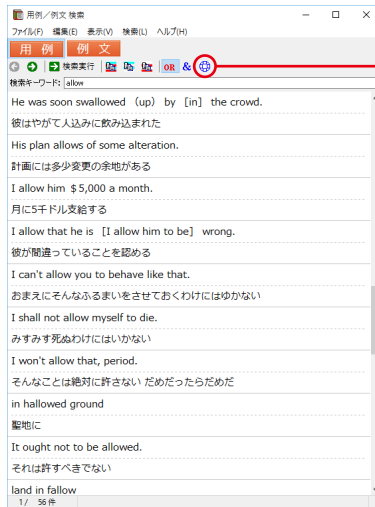 用例／例文 検索
ファイル(F) 編集(E) 表示(V) 検索(L) ヘルプ(H)
用 例 例 文
検索実行 OR &
検索キーワード: allow
He was soon swallowed （up） by ［in］ the crowd.
彼はやがて人込みに飲み込まれた
His plan allows of some alteration.
計画には多少変更の余地がある
I allow him ＄5,000 a month.
月に5千ドル支給する
I allow that he is ［I allow him to be］ wrong.
彼が間違っていることを認める
I can't allow you to behave like that.
おまえにそんなふるまいをさせておくわけにはゆかない
I shall not allow myself to die.
みすみす死ぬわけにはいかない
I won't allow that, period.
そんなことは絶対に許さない だめだったらだめだ
in hallowed ground
聖地に
It ought not to be allowed.
それは許すべきでない
land in fallow
1/ 56 件